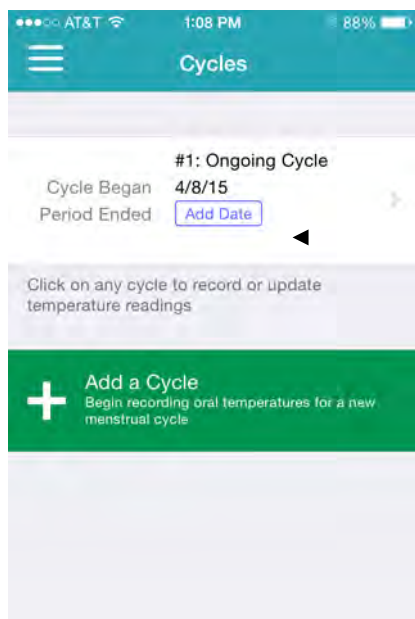 AT&T 1:08 PM 88%
Cycles
#1: Ongoing Cycle
Cycle Began 4/8/15
Period Ended Add Date
Click on any cycle to record or update
temperature readings
Add a Cycle
Begin recording oral temperatures for a new
menstrual cycle